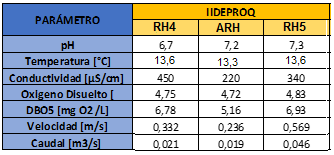 PARÁMETRO IIDEPROQ
RH4 ARH RH5
pH 6,7 7,2 7,3
Temperatura [°C] 13,6 13,3 13,6
Conductividad [µS/cm] 450 220 340
Oxigeno Disuelto [ 4,75 4,72 4,83
DBO5 [mg O2/L] 6,78 5,16 6,93
Velocidad [m/s] 0,332 0,236 0,569
Caudal [m3/s] 0,021 0,019 0,046